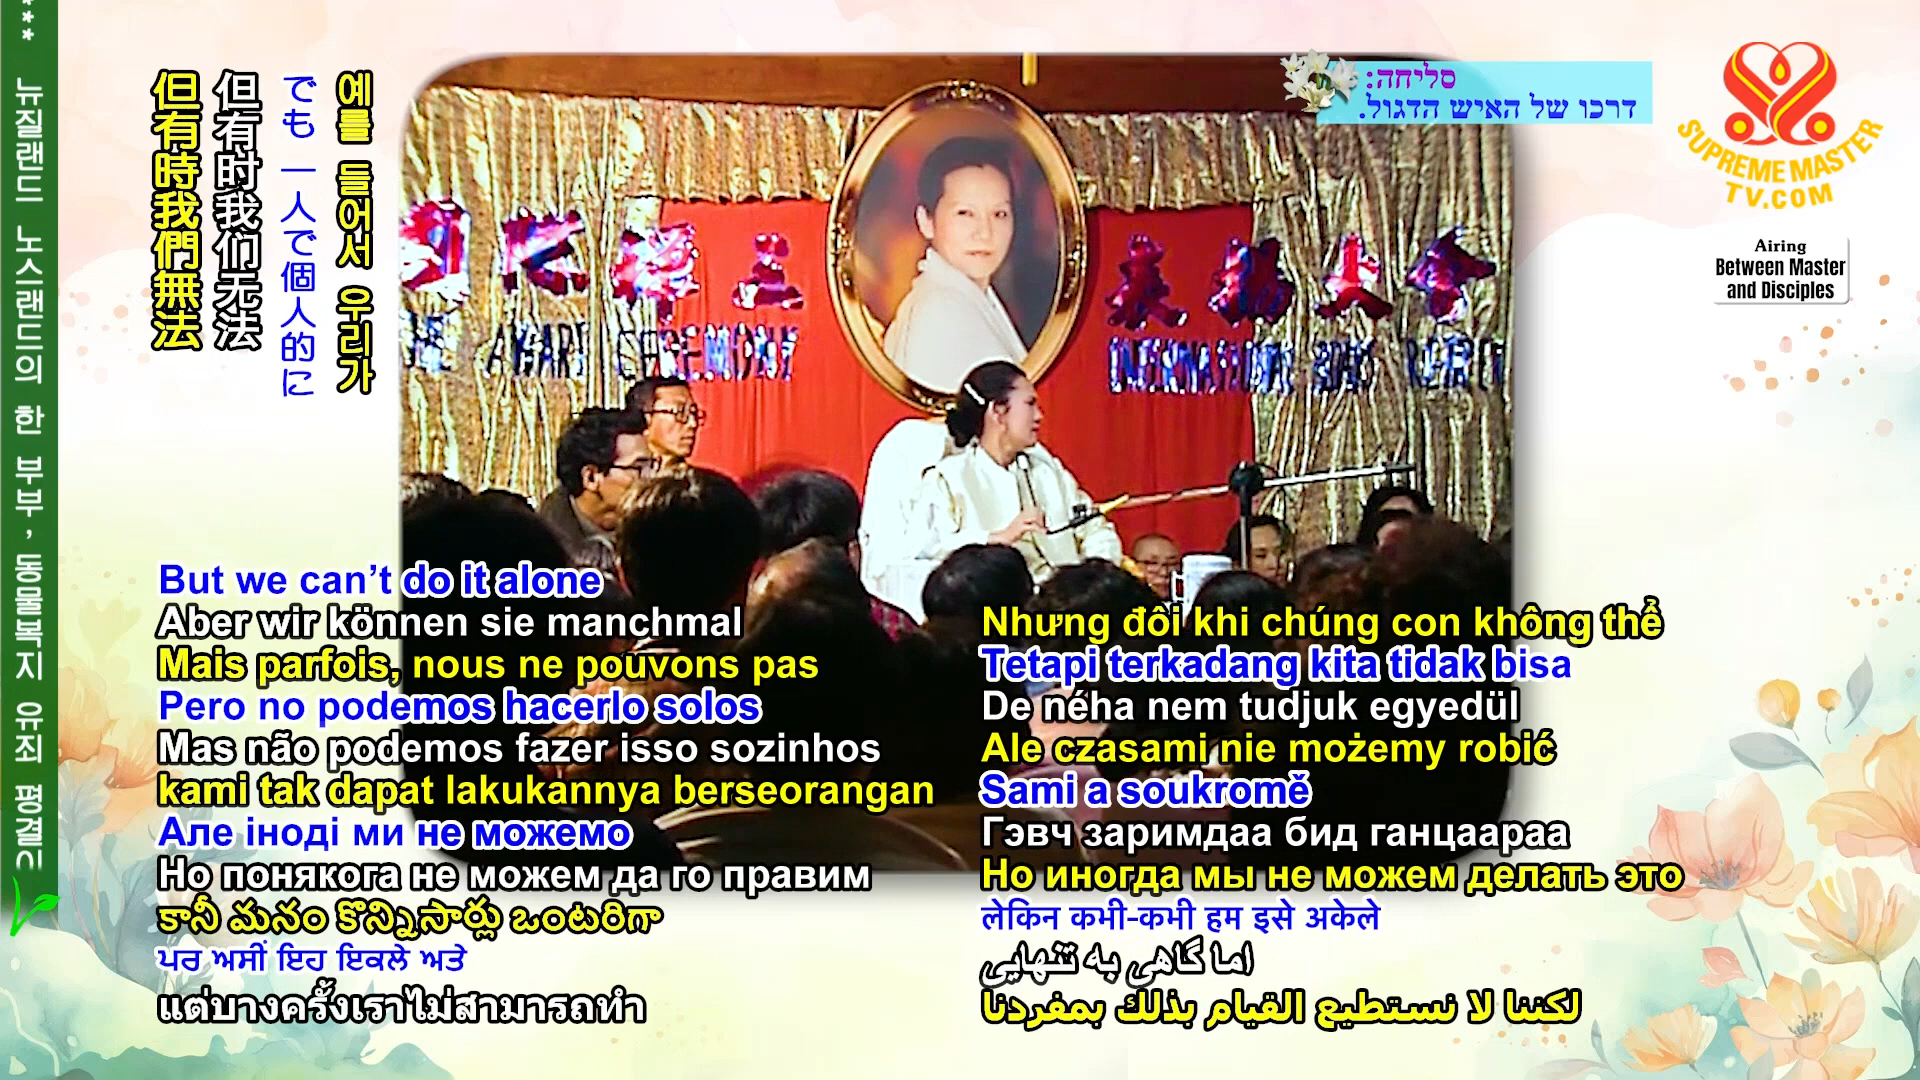 *** 뉴질랜드 노스랜드의 한 부부, 동물복지 유죄 평결
但有時我們無法
但有时我们无法
でも 一人で個人的に
예를 들어서 우리가
סליחה:
דרכו של האיש הדגול.
SUPREME MASTER
TV.COM
Airing
Between Master
and Disciples
But we can't do it alone
Aber wir können sie manchmal
Mais parfois, nous ne pouvons pas
Pero no podemos hacerlo solos
Mas não podemos fazer isso sozinhos
kami tak dapat lakukannya berseorangan
Але іноді ми не можемо
Но понякога не можем да го правим
కానీ మనం కొన్నిసార్లు ఒంటరిగా
ਪਰ ਅਸੀਂ ਇਹ ਇਕਲੇ ਅਤੇ
แต่บางครั้งเราไม่สามารถทำ
Nhưng đôi khi chúng con không thể
Tetapi terkadang kita tidak bisa
De néha nem tudjuk egyedül
Ale czasami nie możemy robić
Sami a soukromě
Гэвч заримдаа бид ганцаараа
Но иногда мы не можем делать это
लेकिन कभी-कभी हम इसे अकेले
اما گاهی به تنهایی
لكننا لا نستطيع القيام بذلك بمفردنا